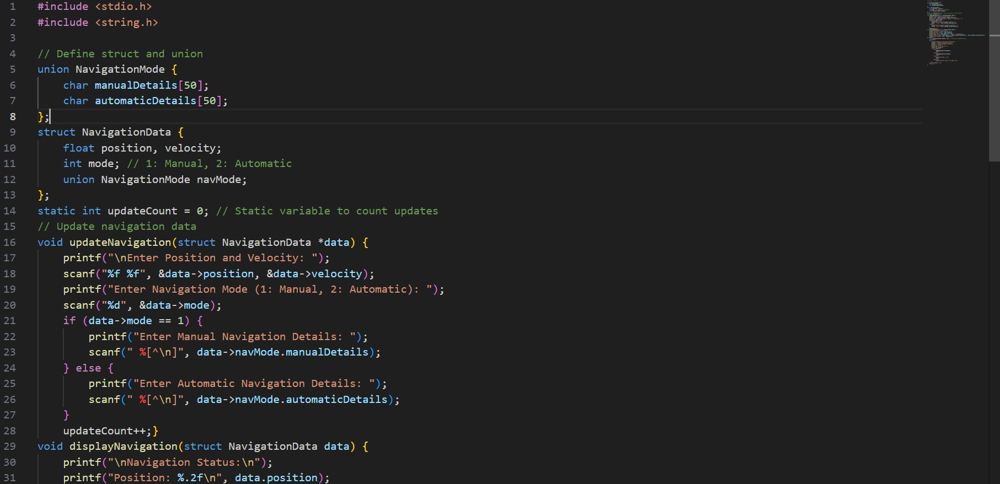 1 #include <stdio.h>
2 #include <string.h>
3
4 // Define struct and union
5 union NavigationMode {
6     char manualDetails[50];
7     char automaticDetails[50];
8 };
9 struct NavigationData {
10     float position, velocity;
11     int mode; // 1: Manual, 2: Automatic
12     union NavigationMode navMode;
13 };
14 static int updateCount = 0; // Static variable to count updates
15 // Update navigation data
16 void updateNavigation(struct NavigationData *data) {
17     printf("\nEnter Position and Velocity: ");
18     scanf("%f %f", &data->position, &data->velocity);
19     printf("Enter Navigation Mode (1: Manual, 2: Automatic): ");
20     scanf("%d", &data->mode);
21     if (data->mode == 1) {
22         printf("Enter Manual Navigation Details: ");
23         scanf(" %[^\n]", data->navMode.manualDetails);
24     } else {
25         printf("Enter Automatic Navigation Details: ");
26         scanf(" %[^\n]", data->navMode.automaticDetails);
27     }
28     updateCount++;}
29 void displayNavigation(struct NavigationData data) {
30     printf("\nNavigation Status:\n");
31     printf("Position: %.2f\n", data.position);